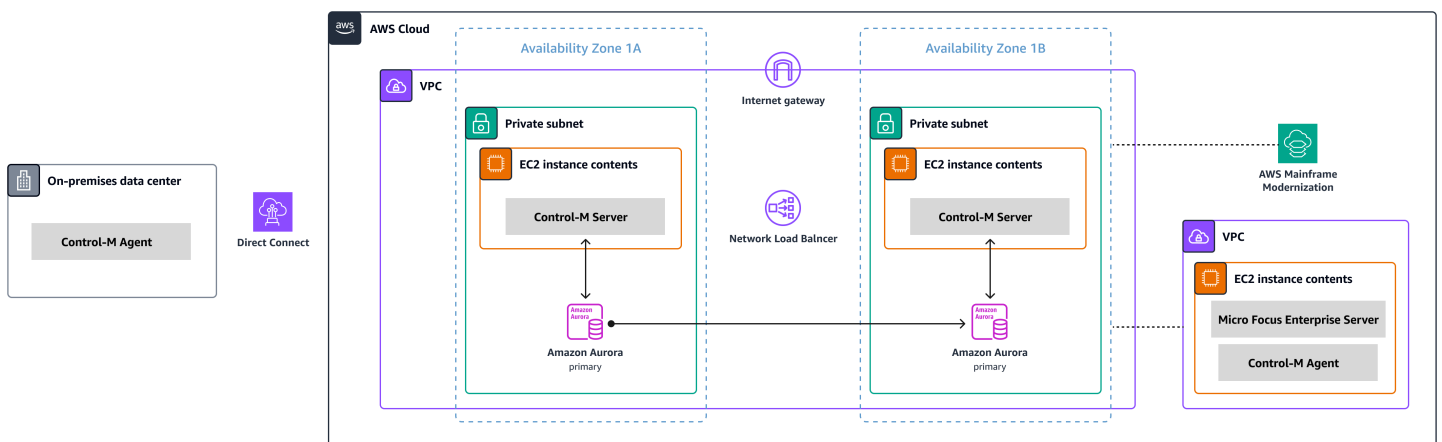 aws
AWS Cloud
Availability Zone 1A
Availability Zone 1B
VPC
Internet gateway
Private subnet
Private subnet
EC2 instance contents
EC2 instance contents
Control-M Server
Control-M Server
On-premises data center
Control-M Agent
Direct Connect
Network Load Balncer
Amazon
Aurora
Amazon Aurora
primary
Amazon
Aurora
Amazon Aurora
primary
AWS Mainframe
Modernization
VPC
EC2 instance contents
Micro Focus Enterprise Server
Control-M Agent